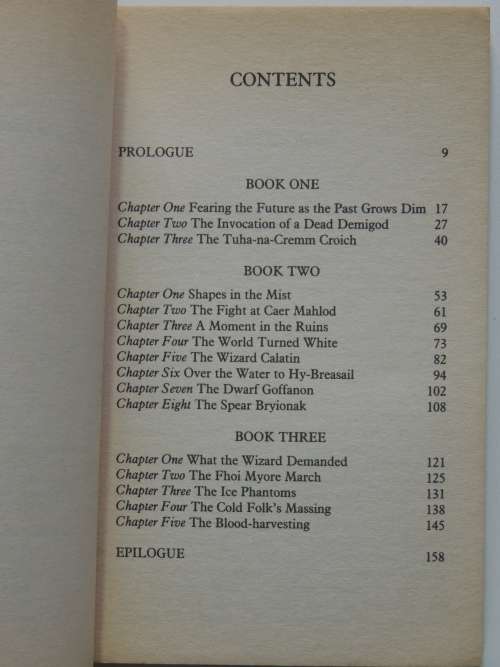 CONTENTS
PROLOGUE 9
BOOK ONE
Chapter One Fearing the Future as the Past Grows Dim 17
Chapter Two The Invocation of a Dead Demigod 27
Chapter Three The Tuha-na-Cremm Croich 40
BOOK TWO
Chapter One Shapes in the Mist 53
Chapter Two The Fight at Caer Mahlod 61
Chapter Three A Moment in the Ruins 69
Chapter Four The World Turned White 73
Chapter Five The Wizard Calatin 82
Chapter Six Over the Water to Hy-Breasail 94
Chapter Seven The Dwarf Goffanon 102
Chapter Eight The Spear Bryionak 108
BOOK THREE
Chapter One What the Wizard Demanded 121
Chapter Two The Fhoi Myore March 125
Chapter Three The Ice Phantoms 131
Chapter Four The Cold Folk's Massing 138
Chapter Five The Blood-harvesting 145
EPILOGUE 158